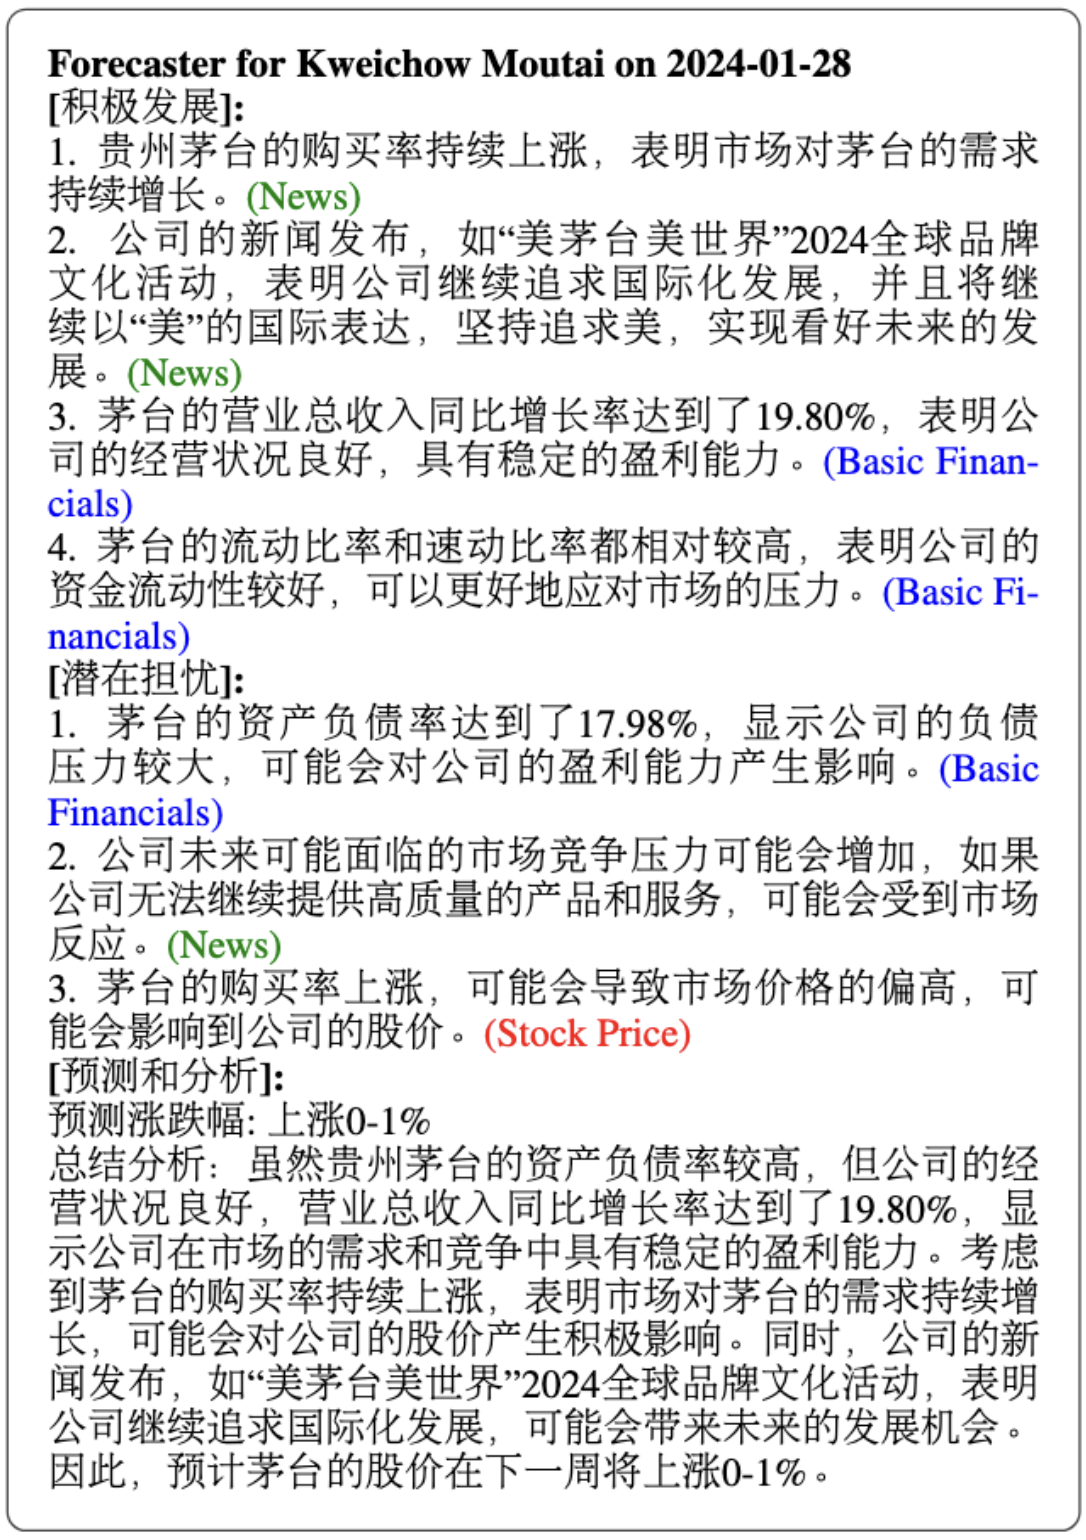 Forecaster for Kweichow Moutai on 2024-01-28
[积极发展]:
1. 贵州茅台的购买率持续上涨，表明市场对茅台的需求
持续增长。(News)
2. 公司的新闻发布，如“美茅台美世界”2024全球品牌
文化活动，表明公司继续追求国际化发展，并且将继
续以“美”的国际表达，坚持追求美，实现看好未来的发
展。(News)
3. 茅台的营业总收入同比增长率达到了19.80%，表明公
司的经营状况良好，具有稳定的盈利能力。(Basic Finan-
cials)
4. 茅台的流动比率和速动比率都相对较高，表明公司的
资金流动性较好，可以更好地应对市场的压力。(Basic Fi-
nancials)
[潜在担忧]:
1. 茅台的资产负债率达到了17.98%，显示公司的负债
压力较大，可能会对公司的盈利能力产生影响。(Basic
Financials)
2. 公司未来可能面临的市场竞争压力可能会增加，如果
公司无法继续提供高质量的产品和服务，可能会受到市场
反应。(News)
3. 茅台的购买率上涨，可能会导致市场价格的偏高，可
能会影响到公司的股价。(Stock Price)
[预测和分析]:
预测涨跌幅: 上涨0-1%
总结分析：虽然贵州茅台的资产负债率较高，但公司的经
营状况良好，营业总收入同比增长率达到了19.80%，显
示公司在市场的需求和竞争中具有稳定的盈利能力。考虑
到茅台的购买率持续上涨，表明市场对茅台的需求持续增
长，可能会对公司的股价产生积极影响。同时，公司的新
闻发布，如“美茅台美世界”2024全球品牌文化活动，表明
公司继续追求国际化发展，可能会带来未来的发展机会。
因此，预计茅台的股价在下一周将上涨0-1%。